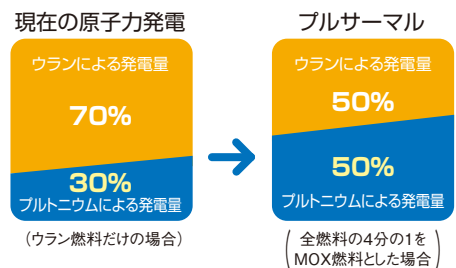 現在の原子力発電
ウランによる発電量
70%
30%
プルトニウムによる発電量
(ウラン燃料だけの場合)
プルサーマル
ウランによる発電量
50%
50%
プルトニウムによる発電量
(全燃料の4分の1を
MOX燃料とした場合)